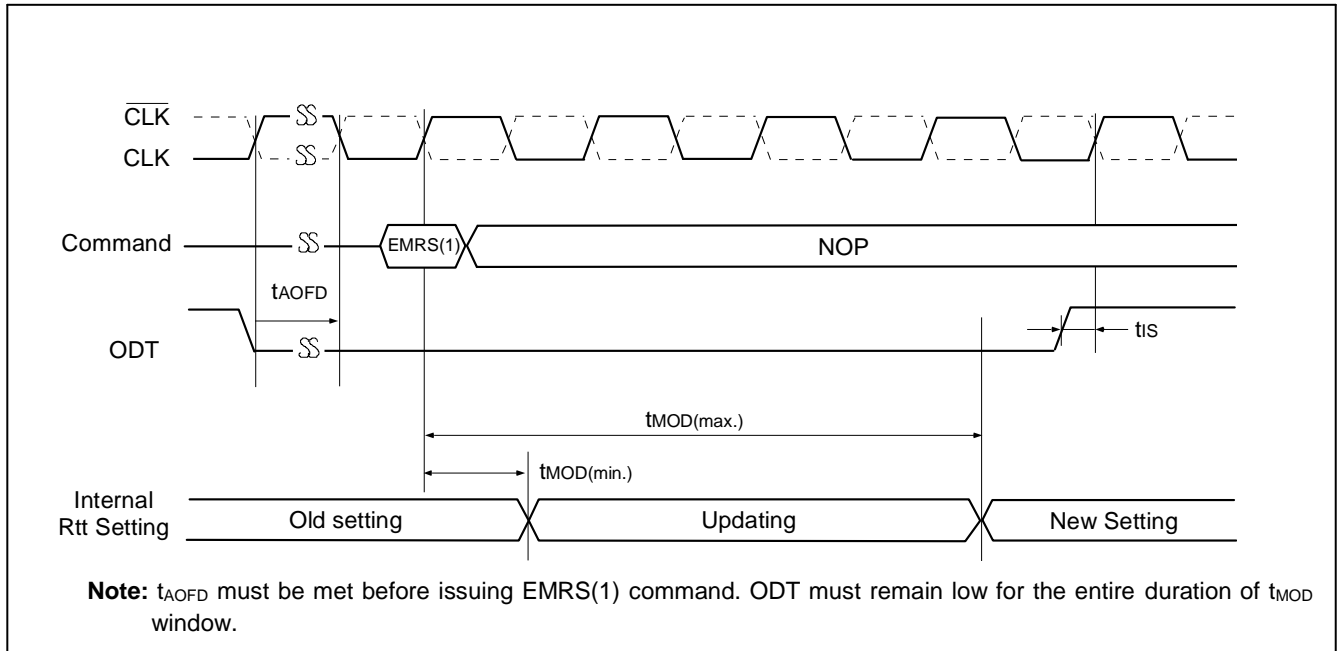 CLK
CLK
Command
EMRS(1)
NOP
tAOFD
ODT
tIS
tMOD(max.)
tMOD(min.)
Internal
Rtt Setting
Old setting
Updating
New Setting
Note: tAOFD must be met before issuing EMRS(1) command. ODT must remain low for the entire duration of tMOD
window.